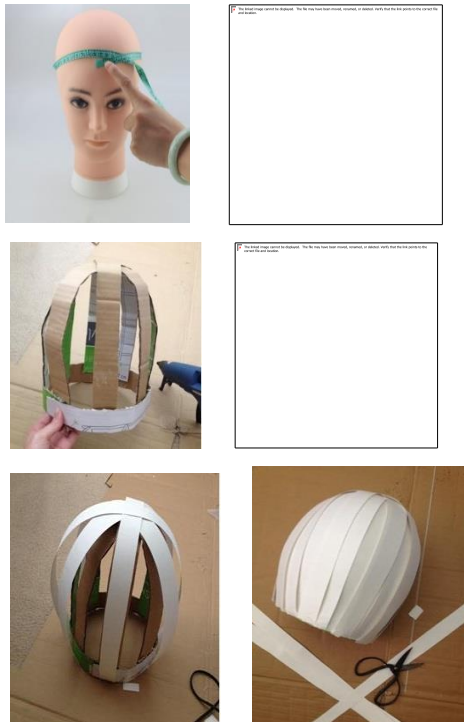 The linked image cannot be displayed. The file may have been moved, renamed, or deleted. Verify that the link points to the correct file
and location.
The linked image cannot be displayed. The file may have been moved, renamed, or deleted. Verify that the link points to the
correct file and location.